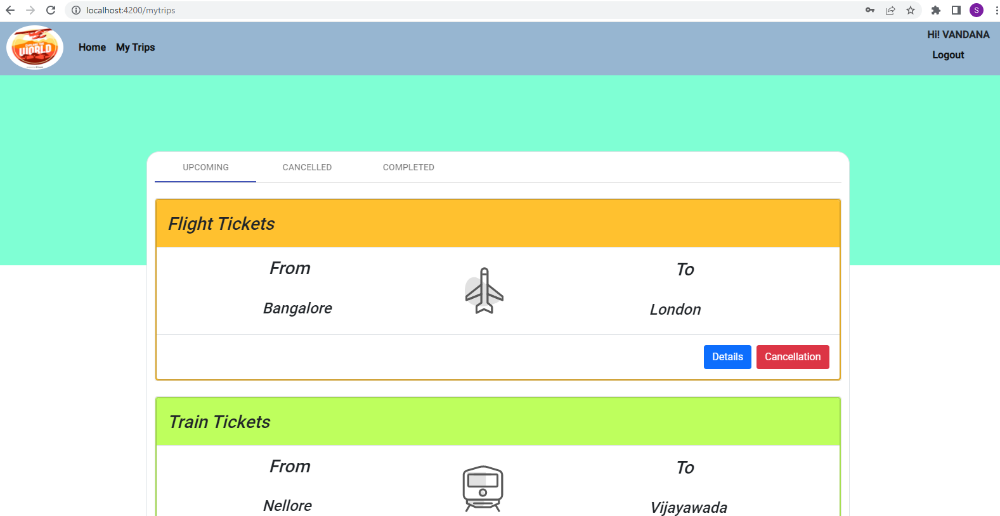 localhost:4200/mytrips
S
WORLD
Home My Trips
Hi! VANDANA
Logout
UPCOMING CANCELLED COMPLETED
Flight Tickets
From To
Bangalore London
Details Cancellation
Train Tickets
From To
Nellore Vijayawada